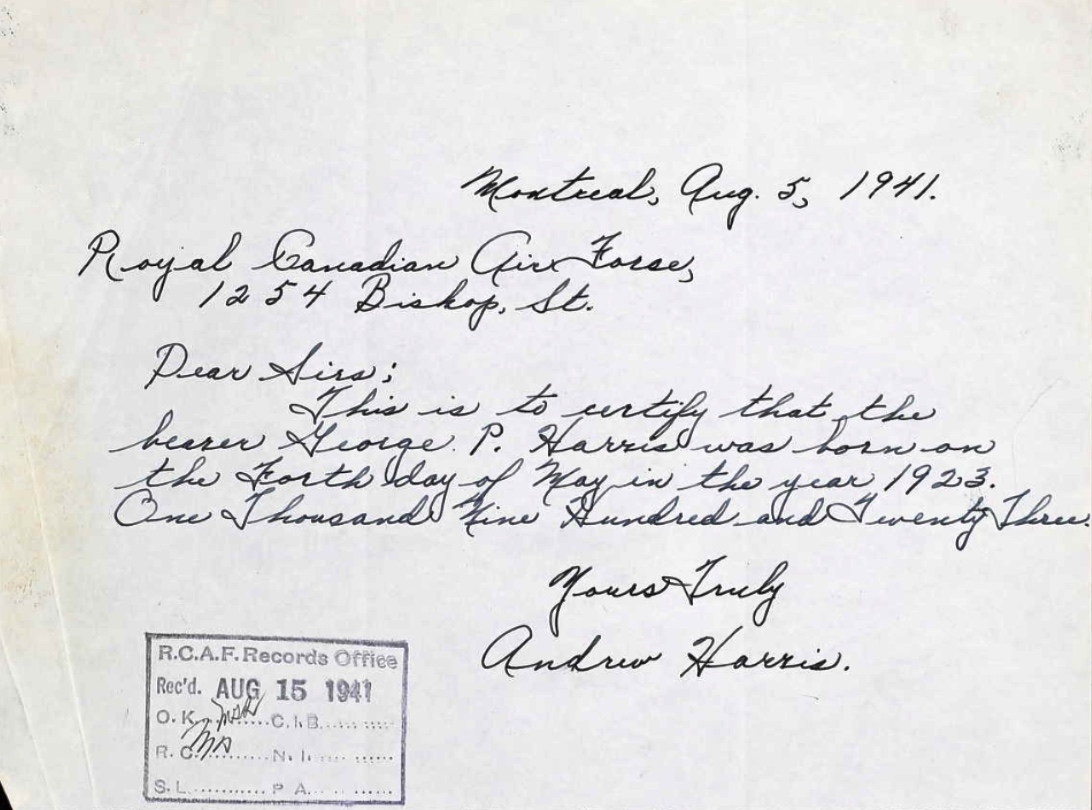 Montreal, Aug. 5, 1941.
Royal Canadian Air Forse,
1254 Bishop, St.
Dear Sirs;
This is to certify that the
bearer George. P. Harris was born on
the Forth day of May in the year 1923.
One Thousand Nine Hundred and Twenty Three.
Yours Truly
Andrew Harris.
R.C.A.F. Records Office
Rec'd. AUG 15 1941
O. K. ........ C. I. B. ........
R. C. ........ N. I. ........
S. L. ........ P. A. ........